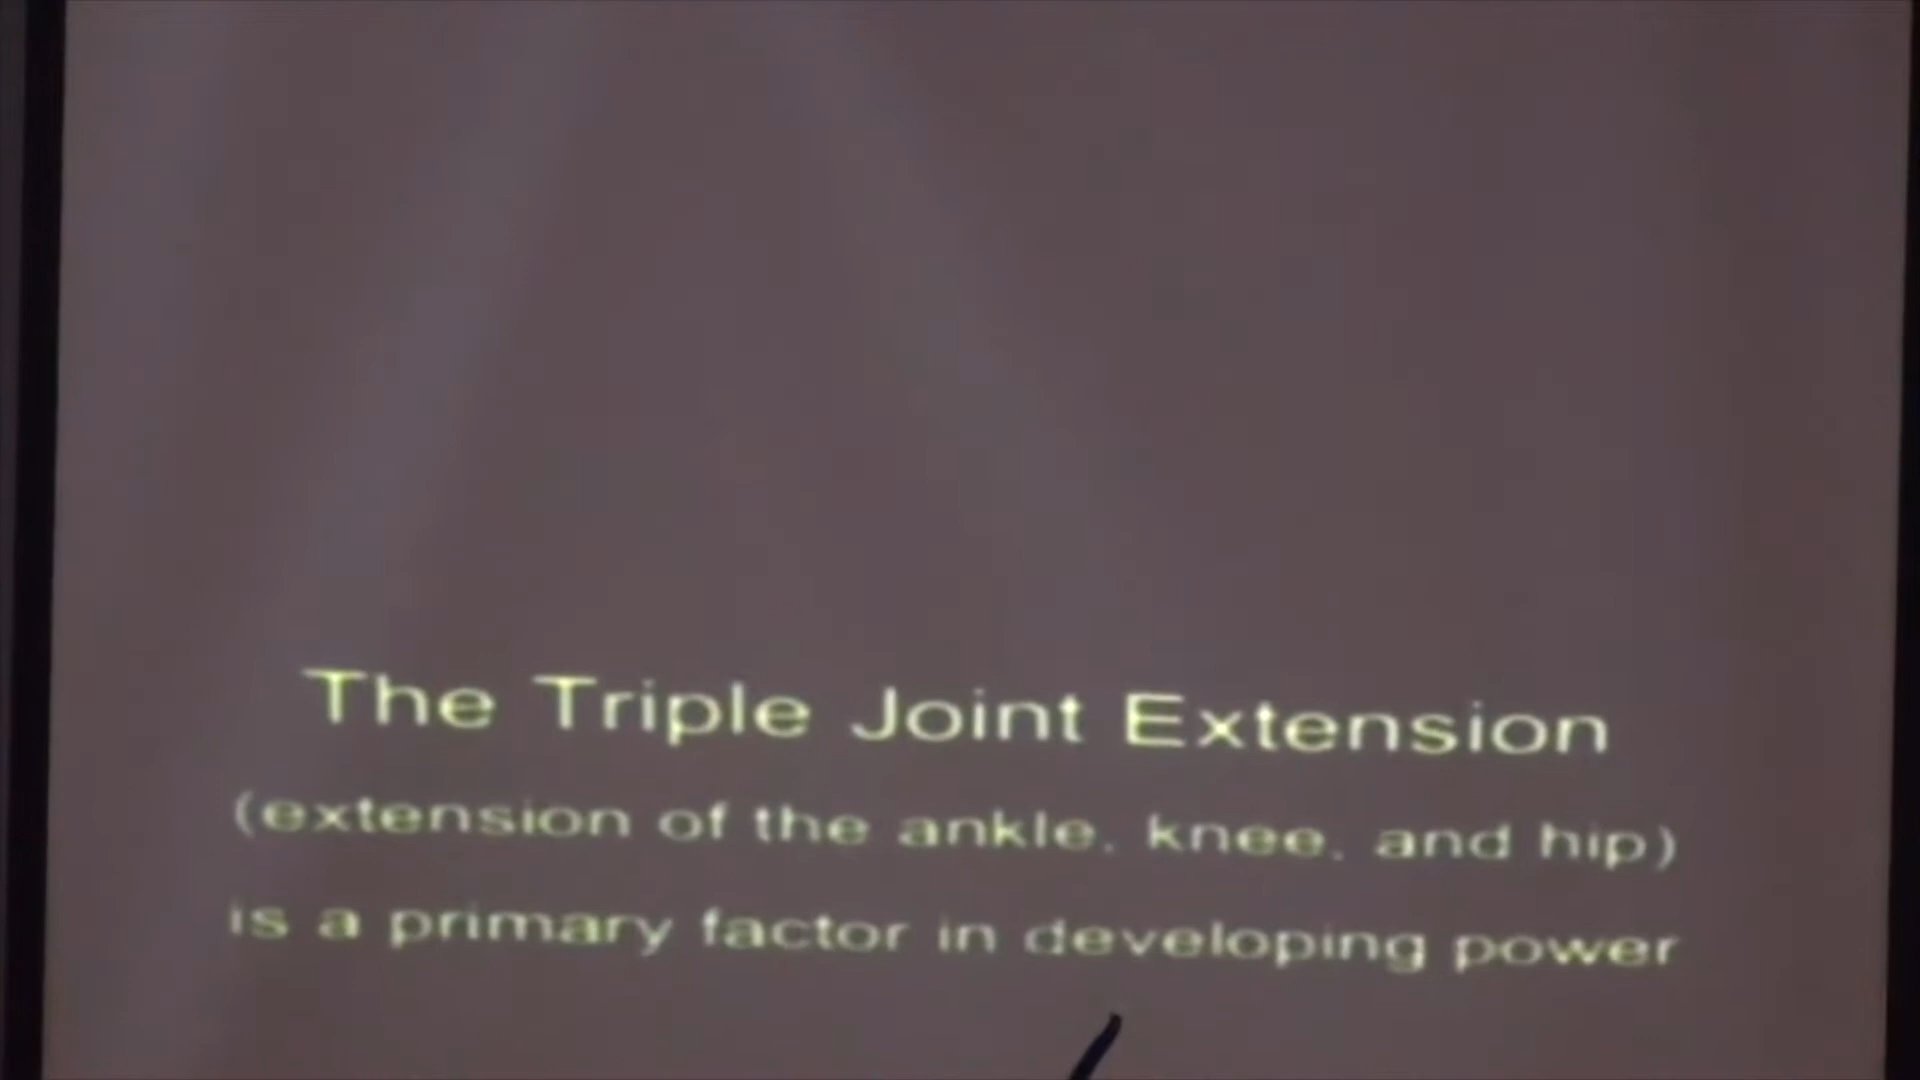 The Triple Joint Extension
(extension of the ankle, knee, and hip)
is a primary factor in developing power